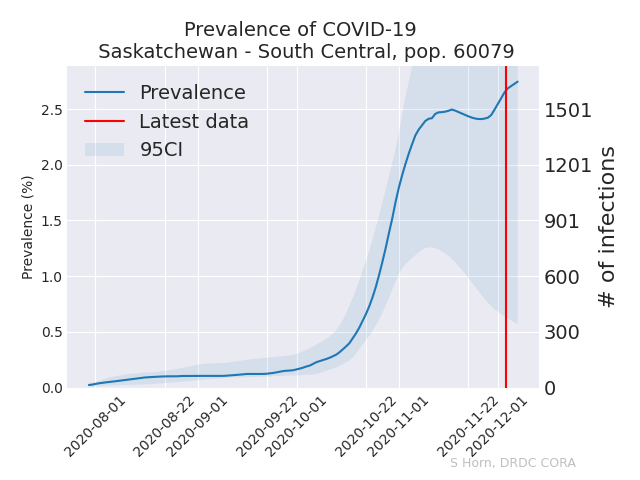 Prevalence of COVID-19
Saskatchewan - South Central, pop. 60079
Prevalence
Latest data
95CI
Prevalence (%)
2.5
2.0
1.5
1.0
0.5
0.0
1501
1201
901
600
300
0
# of infections
2020-08-01
2020-08-22
2020-09-01
2020-09-22
2020-10-01
2020-10-22
2020-11-01
2020-11-22
2020-12-01
S Horn, DRDC CORA